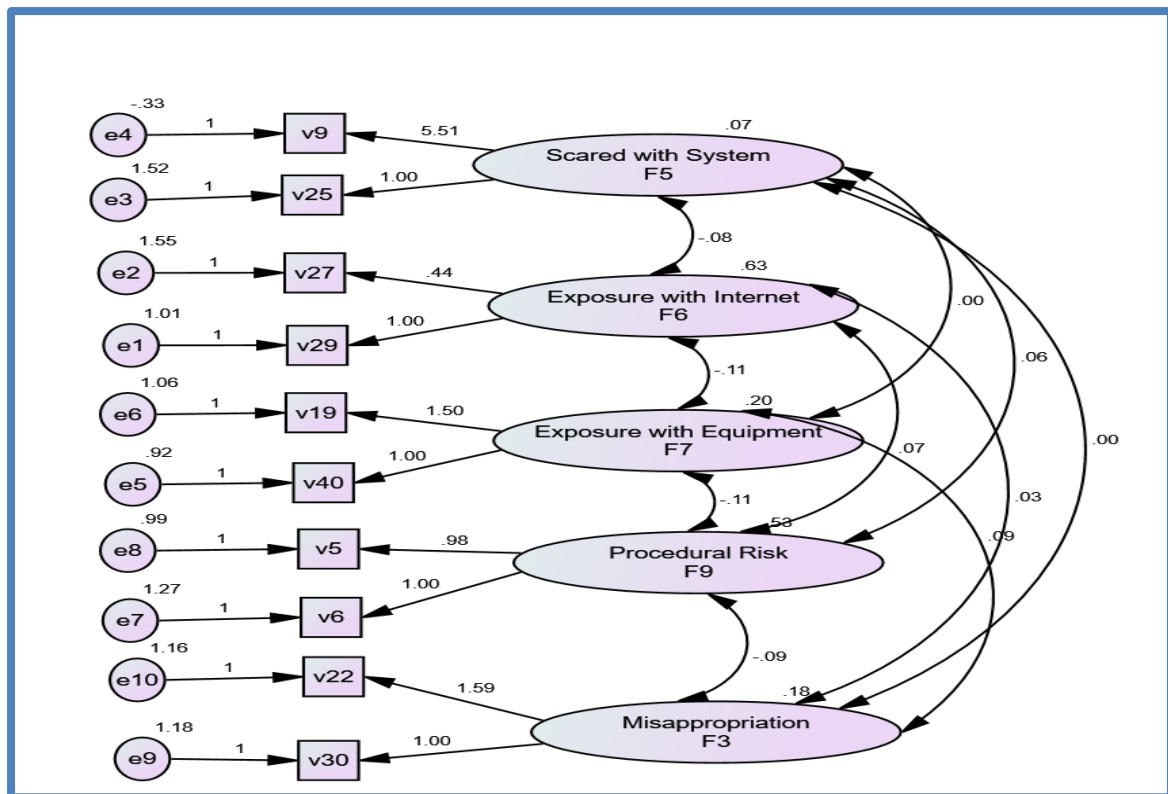 -.33
e4 1 v9 5.51 .07
Scared with System
F5
1.52
e3 1 v25 1.00
-.08
1.55
e2 1 v27 .44 .63
Exposure with Internet
F6
.00
1.01
e1 1 v29 1.00
.06
-.11
1.06
e6 1 v19 1.50 .20
Exposure with Equipment
F7
.00
.07
.92
e5 1 v40 1.00
-.11
.03
.53
.09
.99
e8 1 v5 .98
Procedural Risk
F9
1.27
e7 1 v6 1.00
-.09
1.16
e10 1 v22 1.59 .18
Misappropriation
F3
1.18
e9 1 v30 1.00